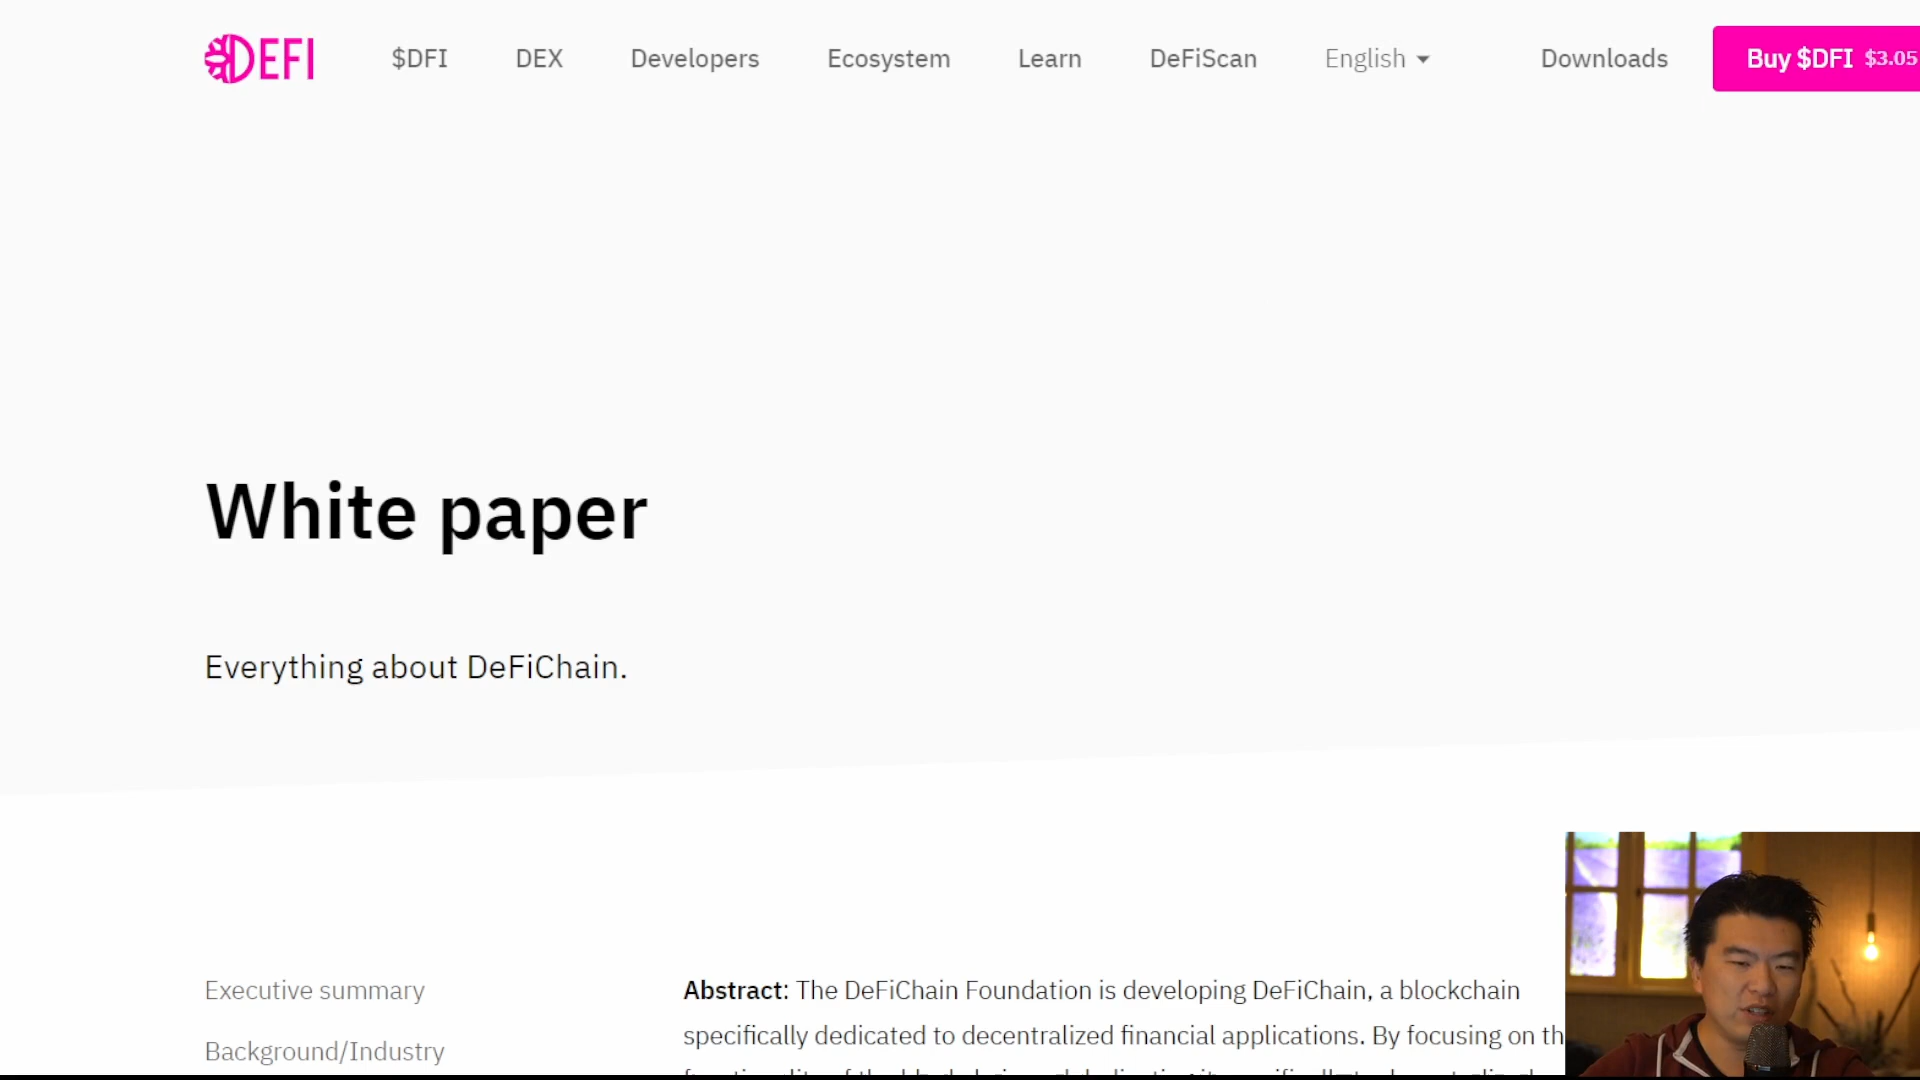 DEFI
$DFI
DEX
Developers
Ecosystem
Learn
DeFiScan
English
Downloads
Buy $DFI $3.05
White paper
Everything about DeFiChain.
Executive summary
Background/Industry
Abstract: The DeFiChain Foundation is developing DeFiChain, a blockchain
specifically dedicated to decentralized financial applications. By focusing on th